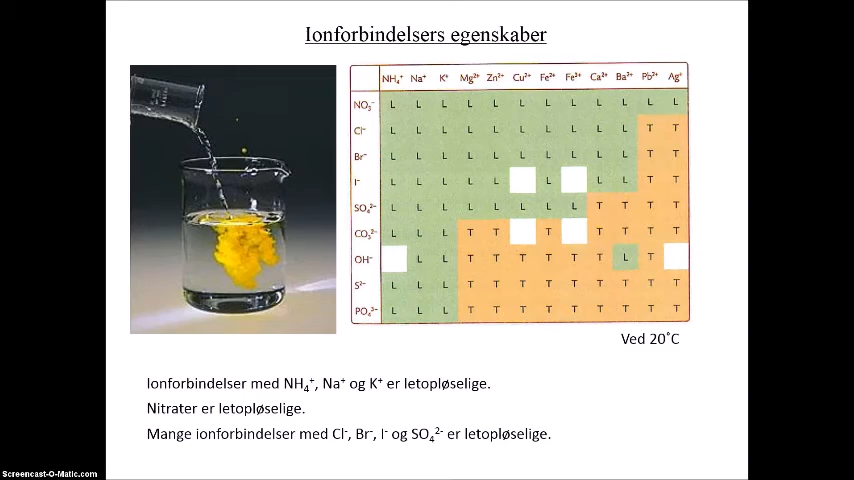 Ionforbindelsers egenskaber
NH₄⁺ Na⁺ K⁺ Mg²⁺ Zn²⁺ Cu²⁺ Fe²⁺ Fe³⁺ Ca²⁺ Ba²⁺ Pb²⁺ Ag⁺
NO₃⁻ L L L L L L L L L L L L
Cl⁻ L L L L L L L L L L T T
Br⁻ L L L L L L L L L L T T
I⁻ L L L L L L L L T T
SO₄²⁻ L L L L L L L L T T T T
CO₃²⁻ L L L T T T T T T T
OH⁻ L L T T T T T T L T
S²⁻ L L L T T T T T T T T T
PO₄³⁻ L L L T T T T T T T T T
Ved 20°C
Ionforbindelser med NH₄⁺, Na⁺ og K⁺ er letopløselige.
Nitrater er letopløselige.
Mange ionforbindelser med Cl⁻, Br⁻, I⁻ og SO₄²⁻ er letopløselige.
Screencast-O-Matic.com